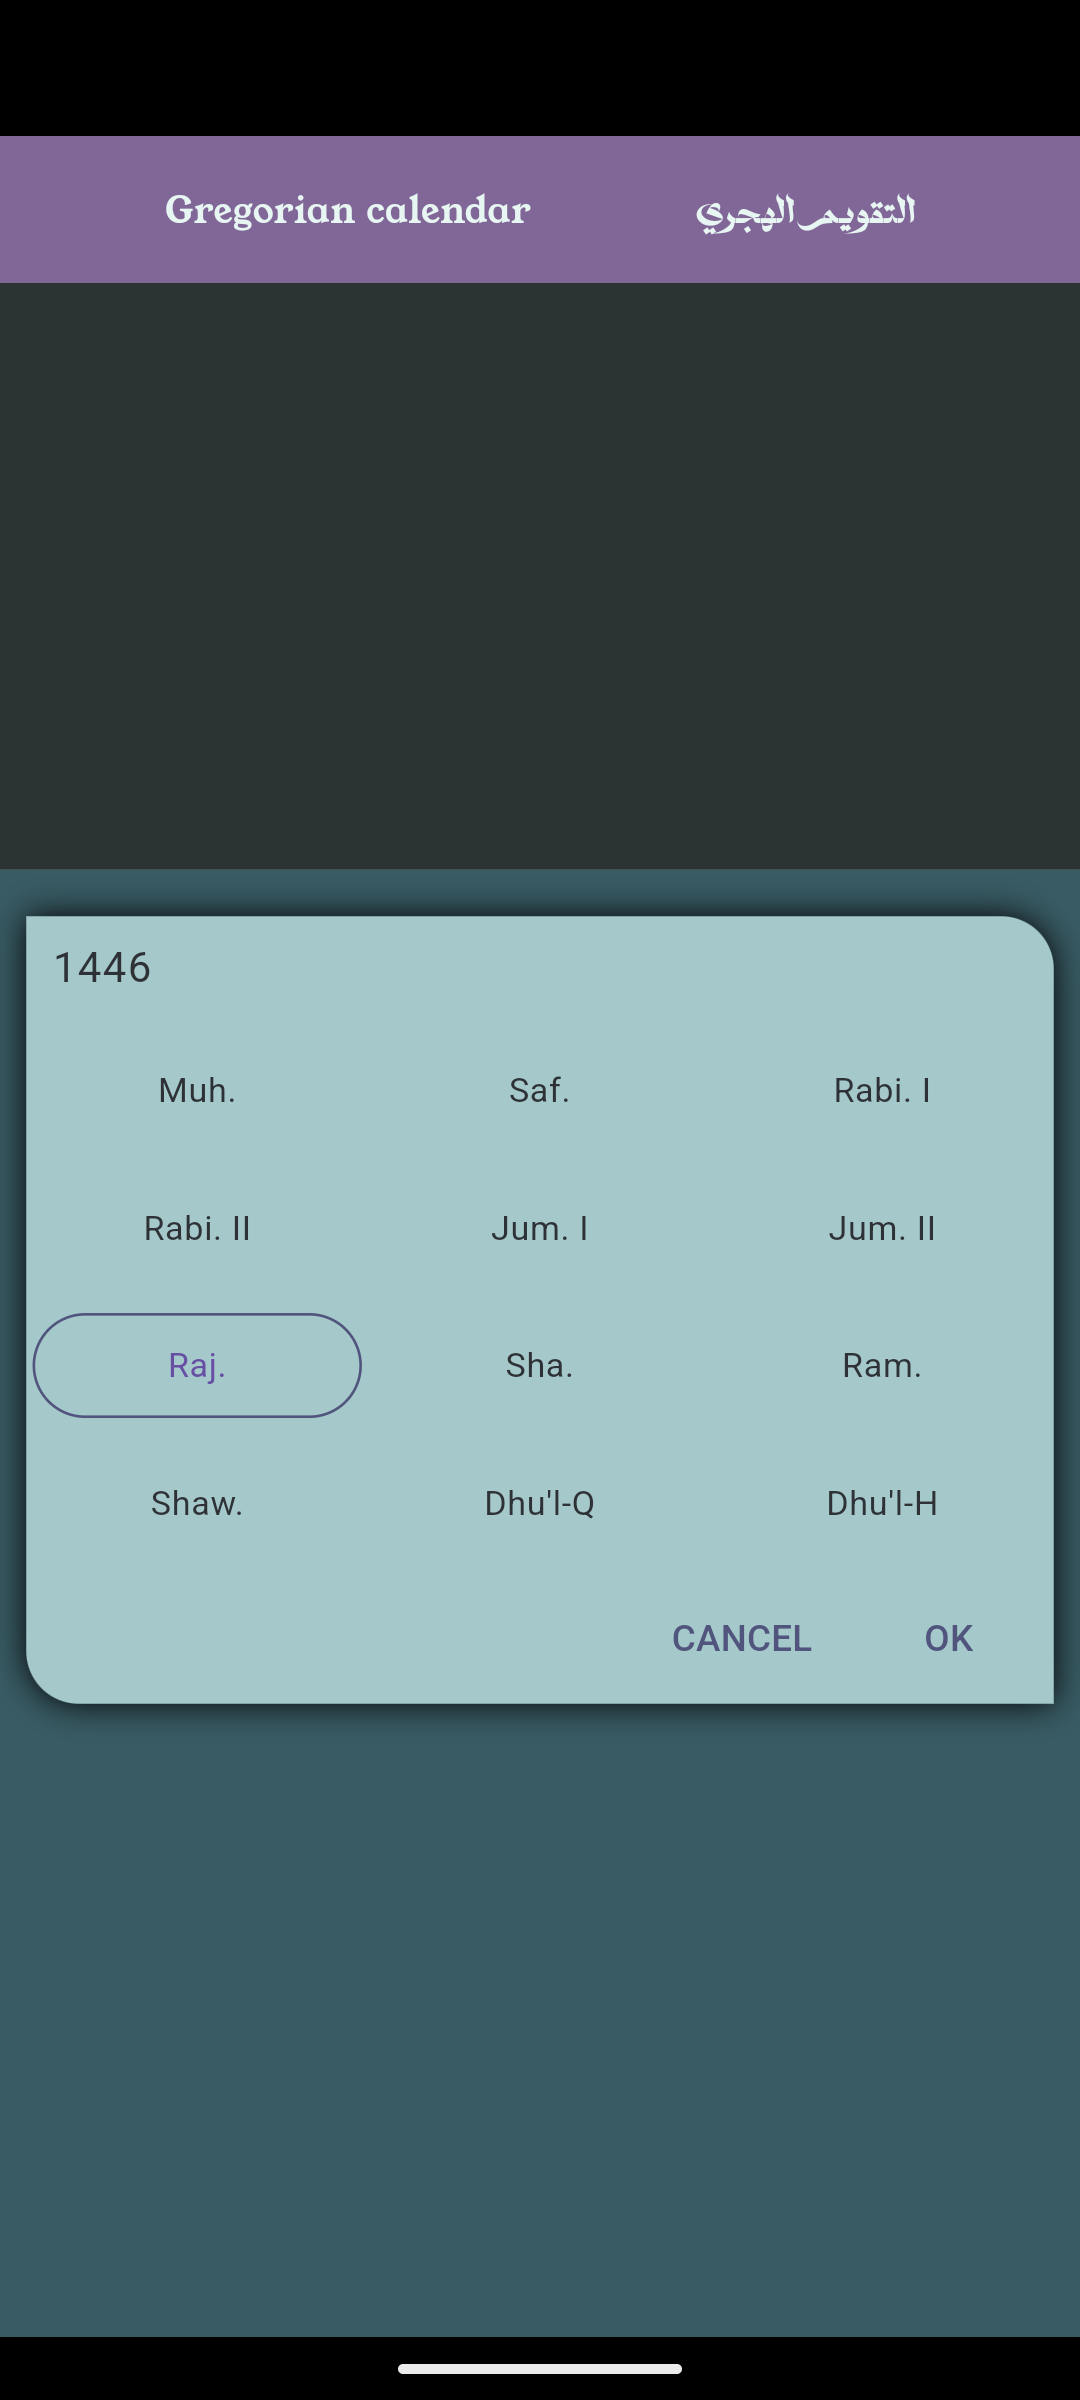 Gregorian calendar
التقويم الهجري
1446
Muh.
Saf.
Rabi. I
Rabi. II
Jum. I
Jum. II
Raj.
Sha.
Ram.
Shaw.
Dhu'l-Q
Dhu'l-H
CANCEL
OK